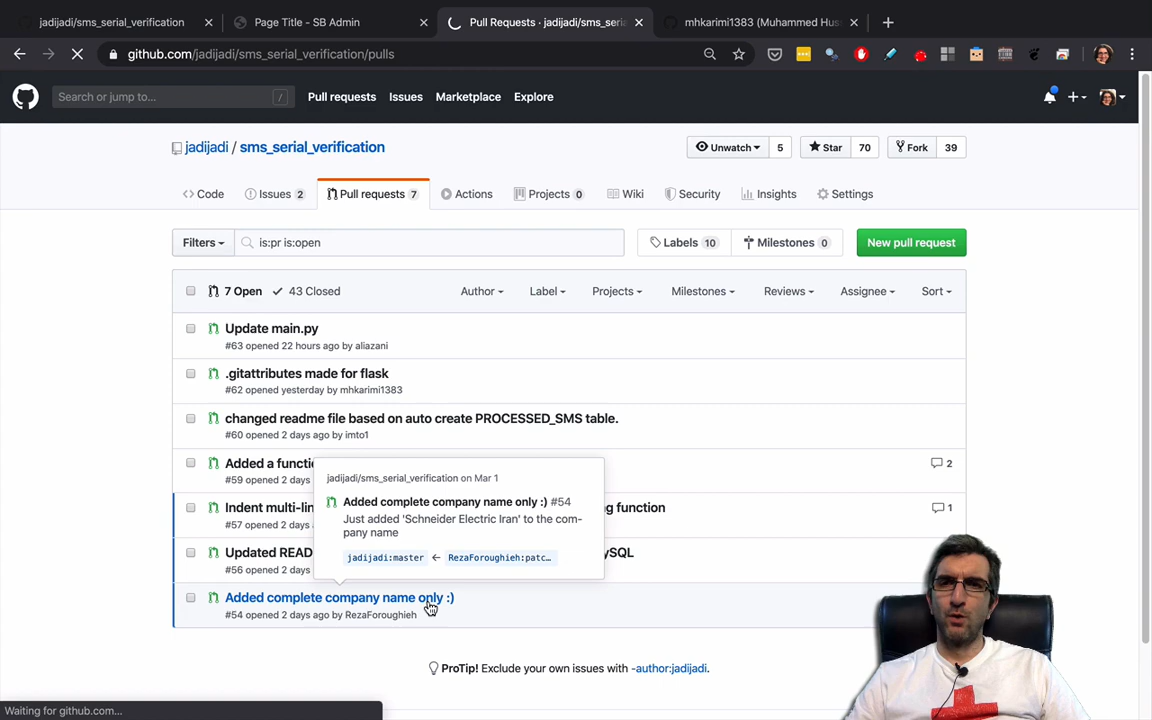 jadijadi/sms_serial_verification
Page Title - SB Admin
Pull Requests · jadijadi/sms_seria
mhkarimi1383 (Muhammed Hus
github.com/jadijadi/sms_serial_verification/pulls
Search or jump to...
/
Pull requests
Issues
Marketplace
Explore
jadijadi / sms_serial_verification
Unwatch 5
Star 70
Fork 39
Code
Issues 2
Pull requests 7
Actions
Projects 0
Wiki
Security
Insights
Settings
Filters
is:pr is:open
Labels 10
Milestones 0
New pull request
7 Open
43 Closed
Author
Label
Projects
Milestones
Reviews
Assignee
Sort
Update main.py
#63 opened 22 hours ago by aliazani
.gitattributes made for flask
#62 opened yesterday by mhkarimi1383
changed readme file based on auto create PROCESSED_SMS table.
#60 opened 2 days ago by imto1
Added a functi
2
#59 opened 2 days
jadijadi/sms_serial_verification on Mar 1
Added complete company name only :) #54
Just added 'Schneider Electric Iran' to the com-
pany name
jadijadi:master ← RezaForoughieh:patc…
Indent multi-lin
g function
1
#57 opened 2 days
Updated READ
ySQL
#56 opened 2 days
Added complete company name only :)
#54 opened 2 days ago by RezaForoughieh
ProTip! Exclude your own issues with -author:jadijadi.
Waiting for github.com...